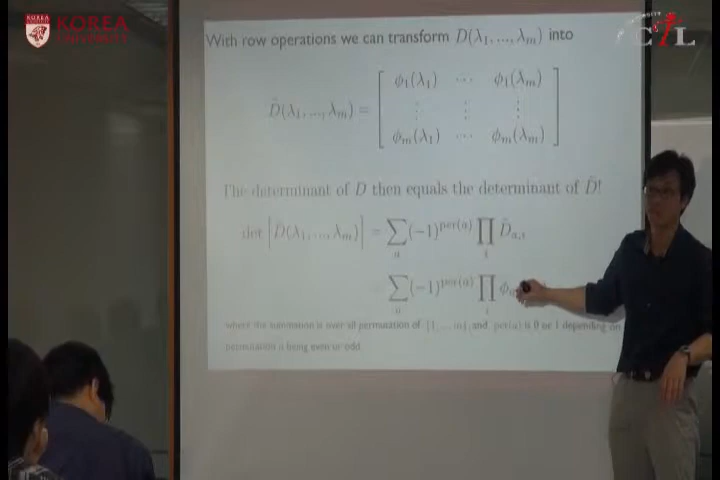 KOREA
UNIVERSITY
With row operations we can transform D(λ₁, ..., λₘ) into
D̃(λ₁, ..., λₘ) = [ φ₁(λ₁) ⋯ φ₁(λₘ)
⋮ ⋮ ⋮
φₘ(λ₁) ⋯ φₘ(λₘ) ]
The determinant of D then equals the determinant of D̃!
det |D̃(λ₁, ..., λₘ)| = ∑ₐ (−1)^per(a) ∏ᵢ D̃ₐ,ᵢ
∑ₐ (−1)^per(a) ∏ᵢ φ
where the summation is over all permutation of {1, ... m}, and per(a) is 0 or 1 depending on
permutation is being even or odd.